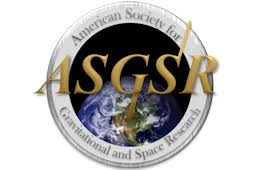 American Society for
ASGSR
Gravitational and Space Research